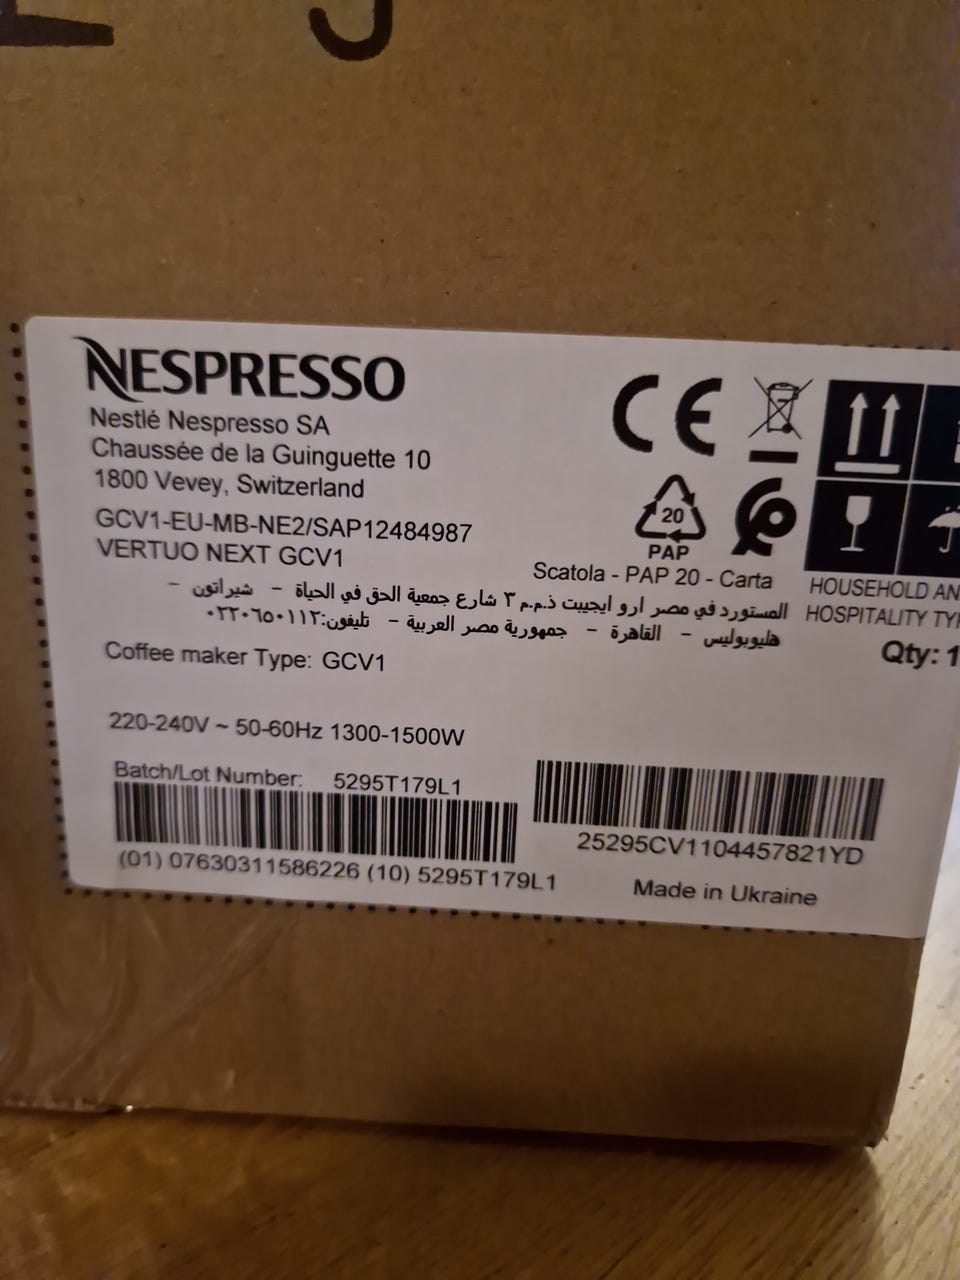 NESPRESSO
Nestlé Nespresso SA
Chaussée de la Guinguette 10
1800 Vevey, Switzerland
GCV1-EU-MB-NE2/SAP12484987
VERTUO NEXT GCV1
CE
20
PAP
Scatola - PAP 20 - Carta
HOUSEHOLD AN
HOSPITALITY TYP
Qty: 1
المستورد في مصر ارو ايجيبت ذ.م.م ٣ شارع جمعية الحق في الحياة - شيراتون -
هليوبوليس - القاهرة - جمهورية مصر العربية - تليفون:٠٢٢٠٦٥٠١١٢
Coffee maker Type: GCV1
220-240V ~ 50-60Hz 1300-1500W
Batch/Lot Number: 5295T179L1
(01) 07630311586226 (10) 5295T179L1
25295CV1104457821YD
Made in Ukraine